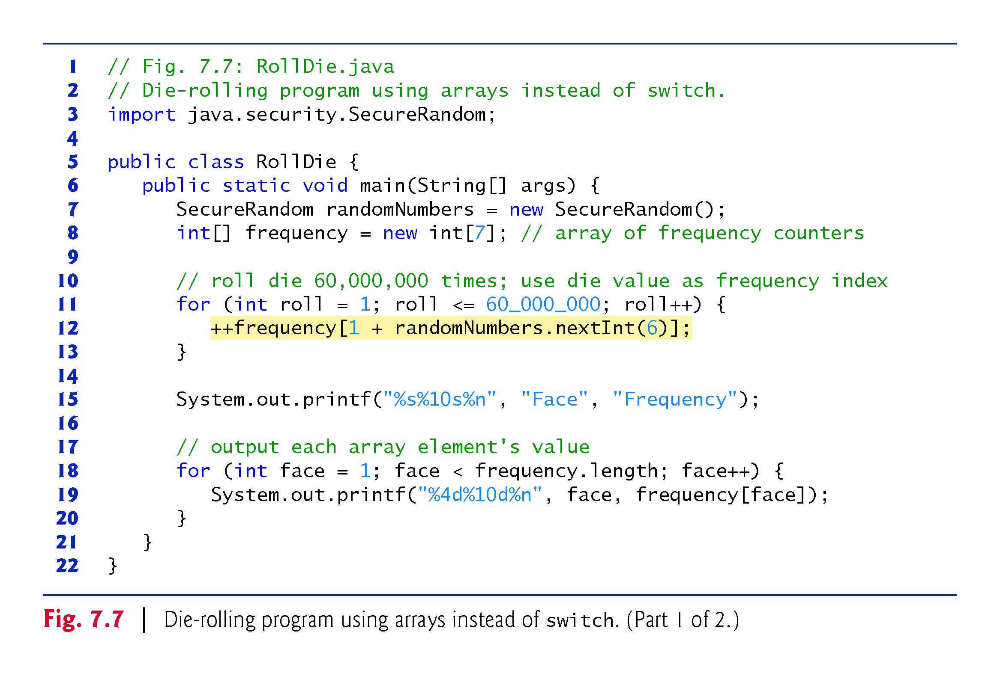 1 // Fig. 7.7: RollDie.java
2 // Die-rolling program using arrays instead of switch.
3 import java.security.SecureRandom;
4
5 public class RollDie {
6    public static void main(String[] args) {
7       SecureRandom randomNumbers = new SecureRandom();
8       int[] frequency = new int[7]; // array of frequency counters
9
10       // roll die 60,000,000 times; use die value as frequency index
11       for (int roll = 1; roll <= 60_000_000; roll++) {
12          ++frequency[1 + randomNumbers.nextInt(6)];
13       }
14
15       System.out.printf("%s%10s%n", "Face", "Frequency");
16
17       // output each array element's value
18       for (int face = 1; face < frequency.length; face++) {
19          System.out.printf("%4d%10d%n", face, frequency[face]);
20       }
21    }
22 }
Fig. 7.7 | Die-rolling program using arrays instead of switch. (Part 1 of 2.)